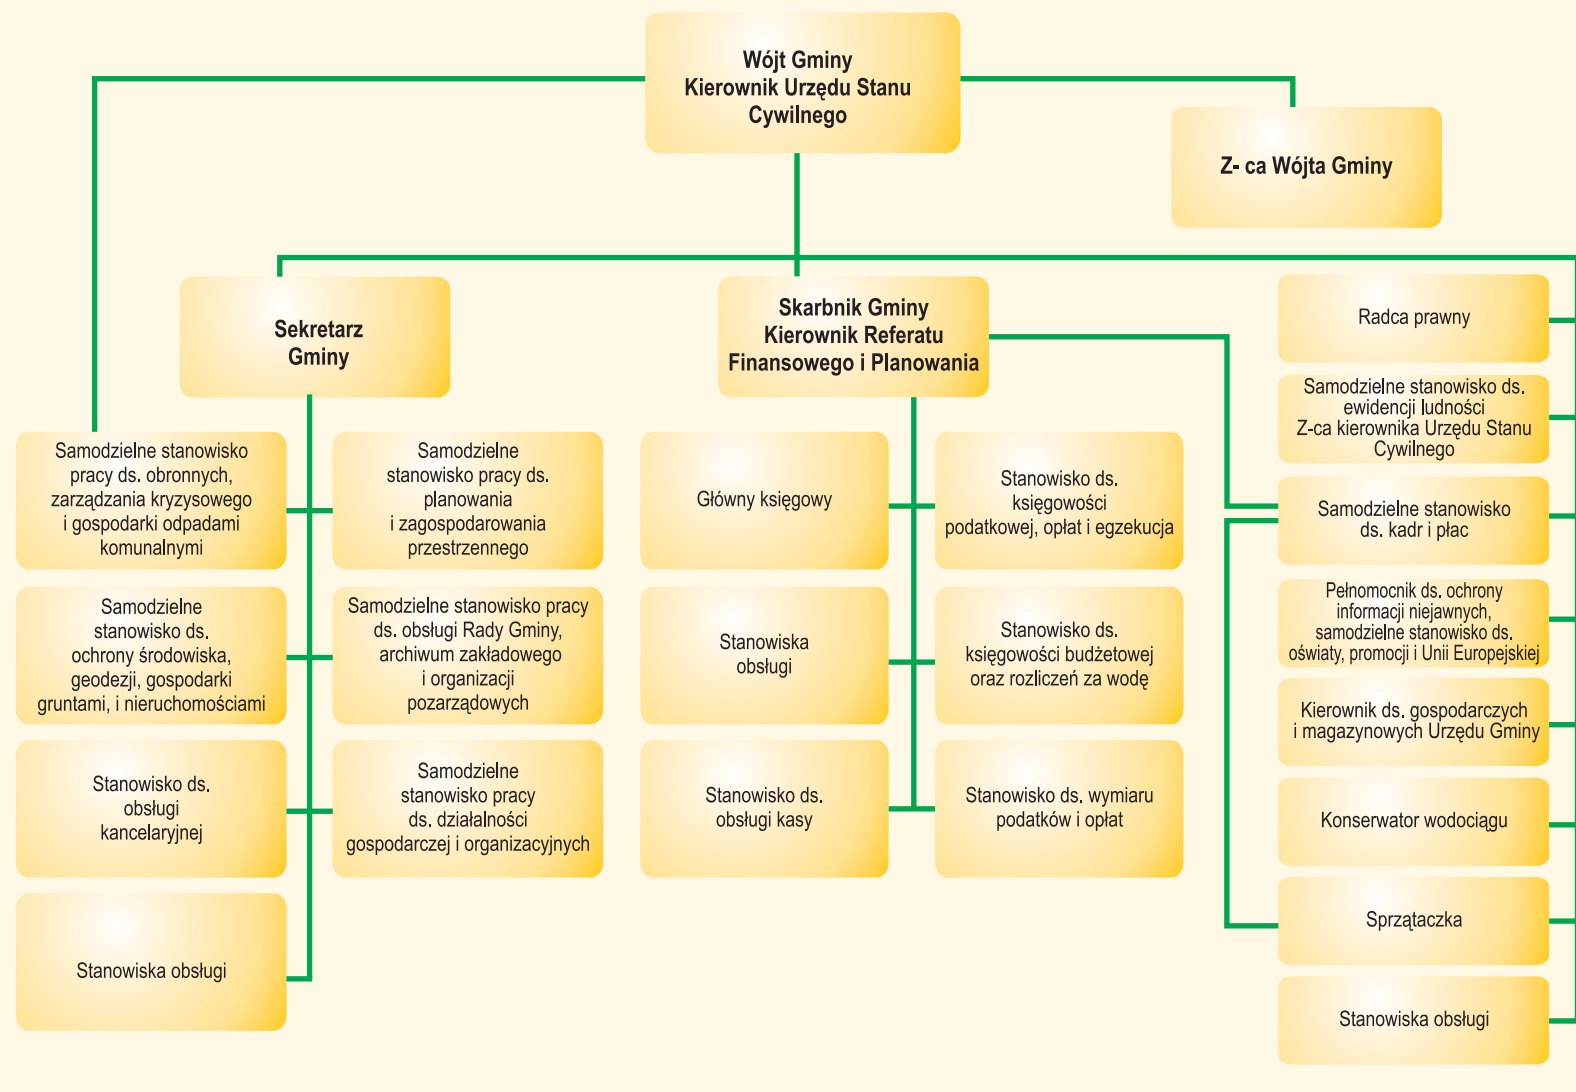 Wójt Gminy
Kierownik Urzędu Stanu
Cywilnego
Z- ca Wójta Gminy
Sekretarz
Gminy
Skarbnik Gminy
Kierownik Referatu
Finansowego i Planowania
Samodzielne stanowisko
pracy ds. obronnych,
zarządzania kryzysowego
i gospodarki odpadami
komunalnymi
Samodzielne
stanowisko pracy ds.
planowania
i zagospodarowania
przestrzennego
Samodzielne
stanowisko ds.
ochrony środowiska,
geodezji, gospodarki
gruntami, i nieruchomościami
Samodzielne stanowisko pracy
ds. obsługi Rady Gminy,
archiwum zakładowego
i organizacji
pozarządowych
Stanowisko ds.
obsługi
kancelaryjnej
Samodzielne
stanowisko pracy
ds. działalności
gospodarczej i organizacyjnych
Stanowiska obsługi
Główny księgowy
Stanowisko ds.
księgowości
podatkowej, opłat i egzekucja
Stanowiska
obsługi
Stanowisko ds.
księgowości budżetowej
oraz rozliczeń za wodę
Stanowisko ds.
obsługi kasy
Stanowisko ds. wymiaru
podatków i opłat
Radca prawny
Samodzielne stanowisko ds.
ewidencji ludności
Z-ca kierownika Urzędu Stanu
Cywilnego
Samodzielne stanowisko
ds. kadr i płac
Pełnomocnik ds. ochrony
informacji niejawnych,
samodzielne stanowisko ds.
oświaty, promocji i Unii Europejskiej
Kierownik ds. gospodarczych
i magazynowych Urzędu Gminy
Konserwator wodociągu
Sprzątaczka
Stanowiska obsługi